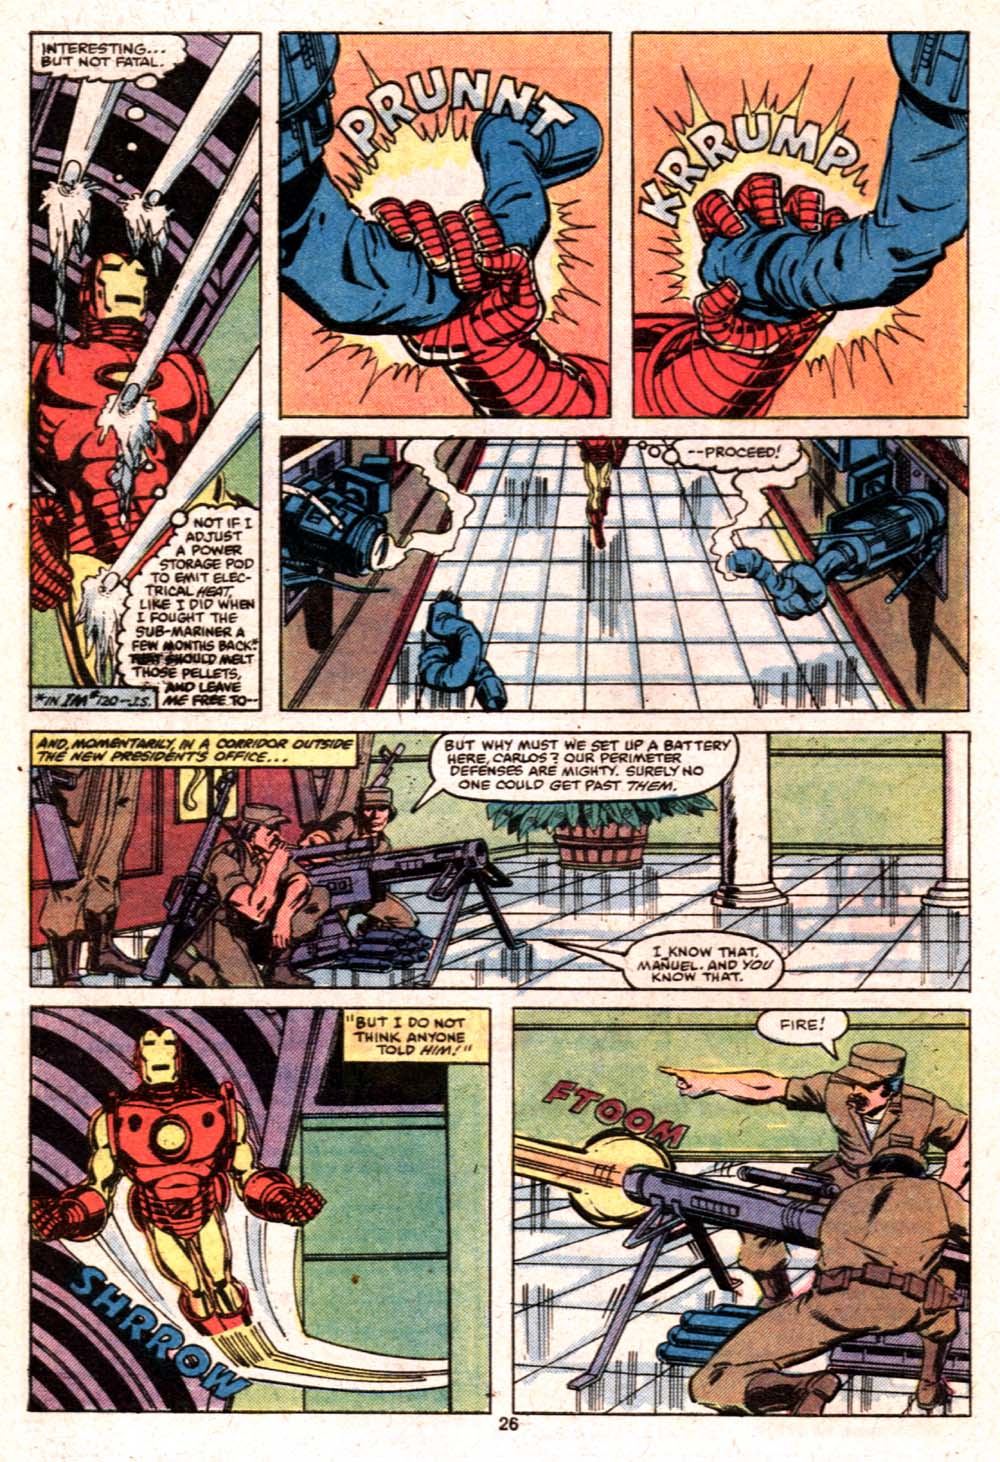 INTERESTING...
BUT NOT FATAL.
NOT IF I
ADJUST
A POWER
STORAGE POD
TO EMIT ELEC-
TRICAL HEAT,
LIKE I DID WHEN
I FOUGHT THE
SUB-MARINER A
FEW MONTHS BACK.*
THAT SHOULD MELT
THOSE PELLETS,
AND LEAVE
ME FREE TO--
*IN IM #120--J.S.
PRUNNT
KRRUMP
--PROCEED!
AND, MOMENTARILY, IN A CORRIDOR OUTSIDE
THE NEW PRESIDENT'S OFFICE...
BUT WHY MUST WE SET UP A BATTERY
HERE, CARLOS? OUR PERIMETER
DEFENSES ARE MIGHTY. SURELY NO
ONE COULD GET PAST THEM.
I KNOW THAT,
MAÑUEL. AND YOU
KNOW THAT.
"BUT I DO NOT
THINK ANYONE
TOLD HIM!"
SHRROW
FIRE!
FTOOM
26